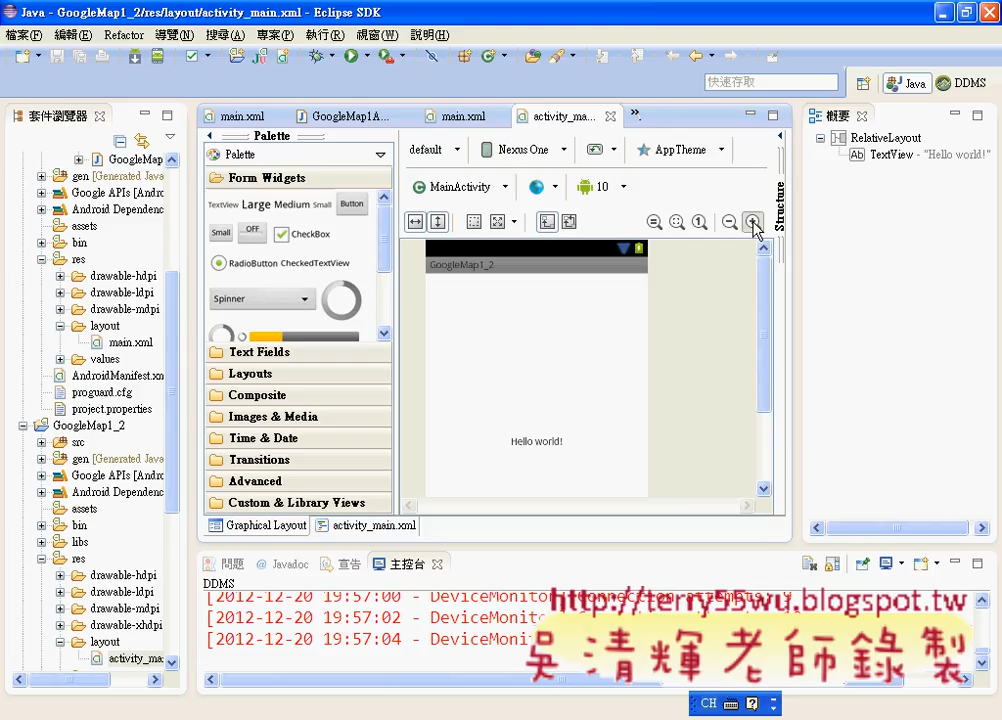 Java - GoogleMap1_2/res/layout/activity_main.xml - Eclipse SDK
檔案(F) 編輯(E) Refactor 導覽(N) 搜尋(A) 專案(P) 執行(R) 視窗(W) 說明(H)
快速存取
Java
DDMS
套件瀏覽器
GoogleMap
gen [Generated Java
Google APIs [Andro
Android Dependenc
assets
bin
res
drawable-hdpi
drawable-ldpi
drawable-mdpi
layout
main.xml
values
AndroidManifest.xm
proguard.cfg
project.properties
GoogleMap1_2
src
gen [Generated Java
Google APIs [Andro
Android Dependenc
assets
bin
libs
res
drawable-hdpi
drawable-ldpi
drawable-mdpi
drawable-xhdpi
layout
activity_ma
main.xml
GoogleMap1A...
main.xml
activity_ma...
Palette
Palette
Form Widgets
TextView Large Medium Small Button
Small OFF CheckBox
RadioButton CheckedTextView
Spinner
Text Fields
Layouts
Composite
Images & Media
Time & Date
Transitions
Advanced
Custom & Library Views
Graphical Layout activity_main.xml
default Nexus One AppTheme
MainActivity 10
GoogleMap1_2
Hello world!
Structure
概要
RelativeLayout
Ab TextView - "Hello world!"
問題 @ Javadoc 宣告 主控台
DDMS
[2012-12-20 19:57:00 - DeviceMonitor]Connection attempts: 9
[2012-12-20 19:57:02 - DeviceMonit
[2012-12-20 19:57:04 - DeviceMonit
http://terry55wu.blogspot.tw
吳清輝老師錄製
CH